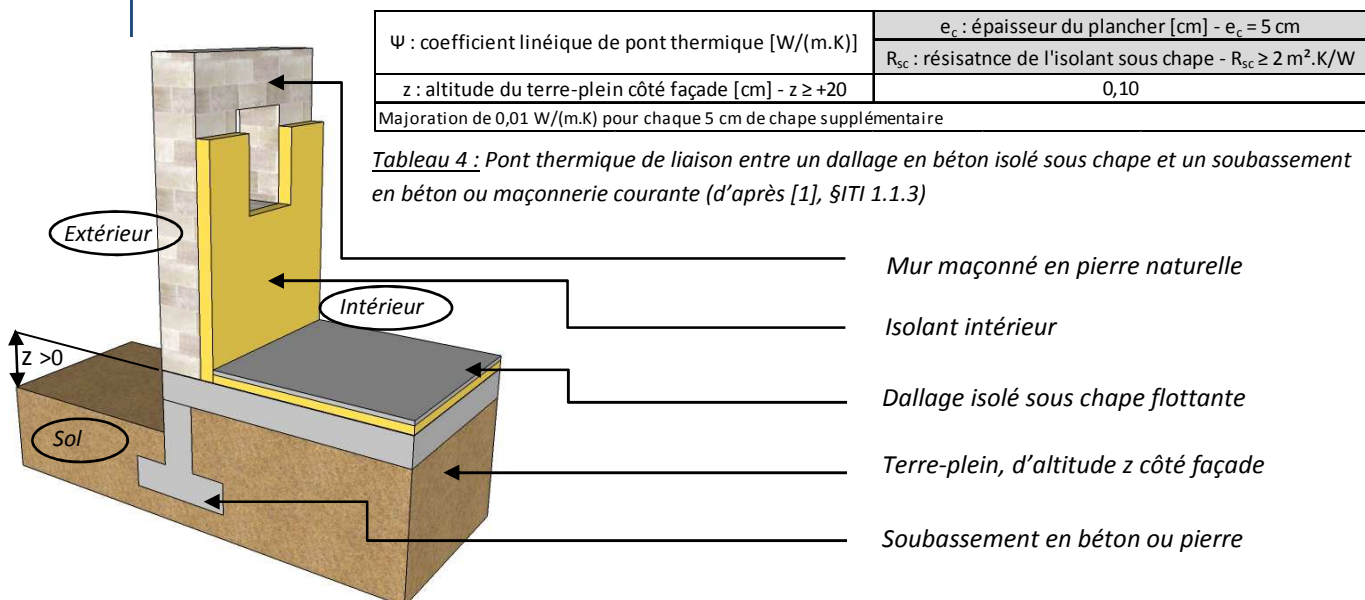 Ψ : coefficient linéique de pont thermique [W/(m.K)]
e_c : épaisseur du plancher [cm] - e_c = 5 cm
R_sc : résisatnce de l'isolant sous chape - R_sc ≥ 2 m².K/W
z : altitude du terre-plein côté façade [cm] - z ≥ +20
0,10
Majoration de 0,01 W/(m.K) pour chaque 5 cm de chape supplémentaire
Tableau 4 : Pont thermique de liaison entre un dallage en béton isolé sous chape et un soubassement
en béton ou maçonnerie courante (d'après [1], §ITI 1.1.3)
Extérieur
Mur maçonné en pierre naturelle
Intérieur
Isolant intérieur
Z >0
Dallage isolé sous chape flottante
Sol
Terre-plein, d'altitude z côté façade
Soubassement en béton ou pierre